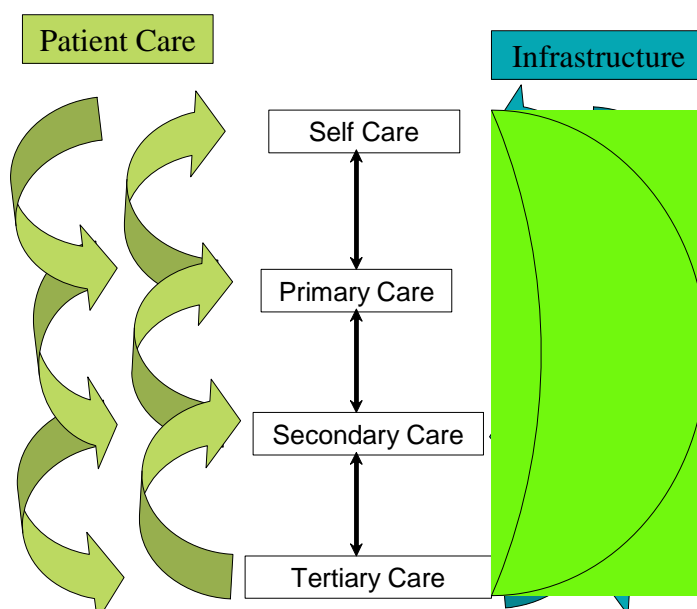 Patient Care
Infrastructure
Self Care
Primary Care
Secondary Care
Tertiary Care